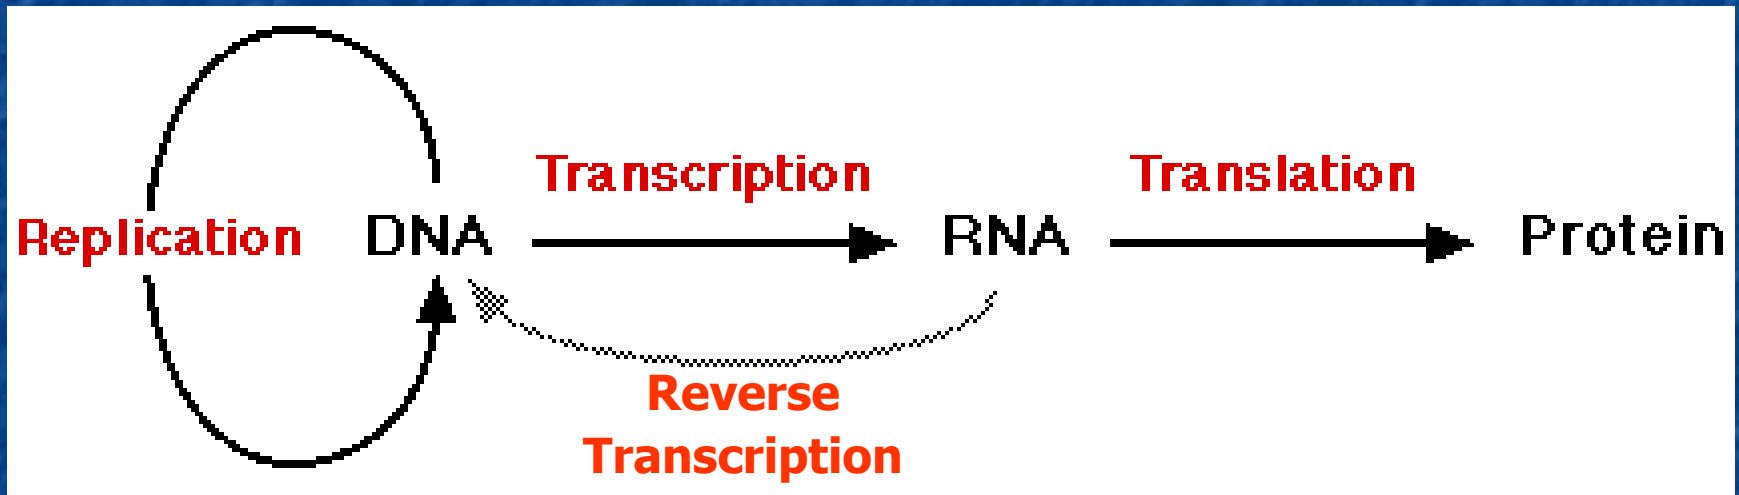 Transcription Translation
Replication DNA RNA Protein
Reverse
Transcription